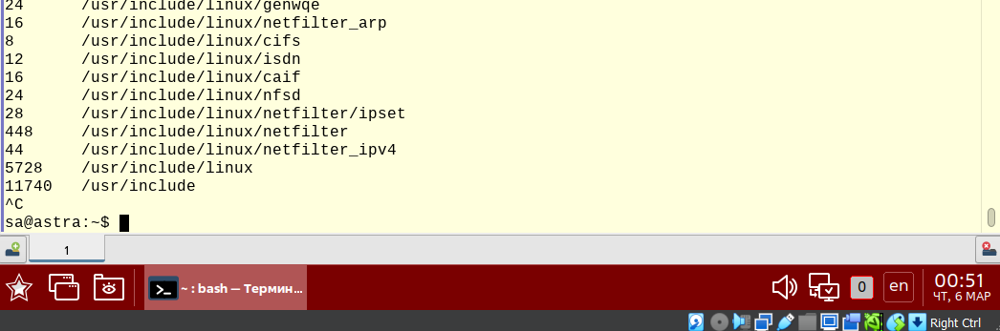 24 /usr/include/linux/genwqe
16 /usr/include/linux/netfilter_arp
8 /usr/include/linux/cifs
12 /usr/include/linux/isdn
16 /usr/include/linux/caif
24 /usr/include/linux/nfsd
28 /usr/include/linux/netfilter/ipset
448 /usr/include/linux/netfilter
44 /usr/include/linux/netfilter_ipv4
5728 /usr/include/linux
11740 /usr/include
^C
sa@astra:~$
1
~ : bash — Термин…
0
en
00:51
ЧТ, 6 МАР
Right Ctrl